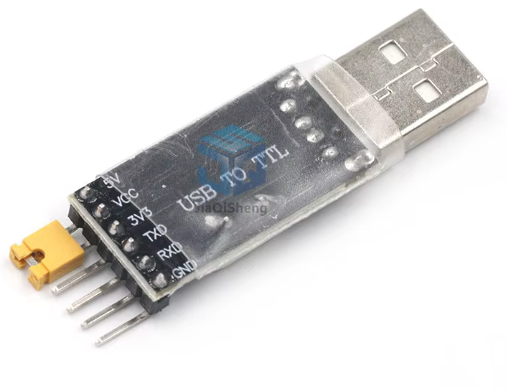 5V
VCC
3V3
TXD
RXD
GND
USB TO TTL